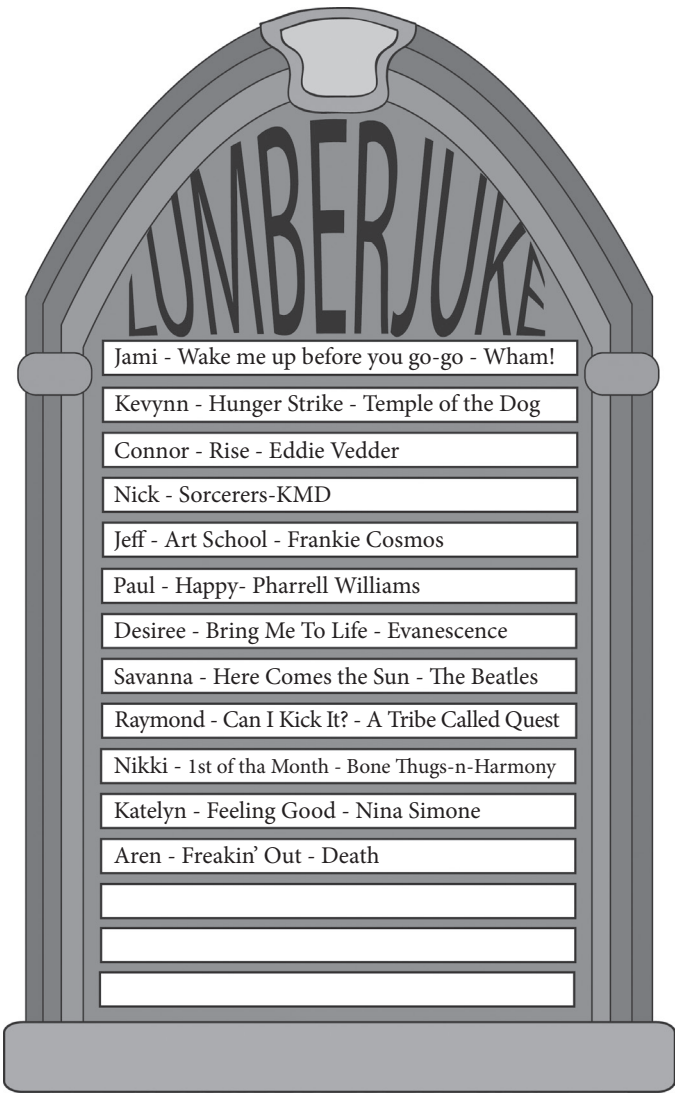 LUMBERJUKE
Jami - Wake me up before you go-go - Wham!
Kevynn - Hunger Strike - Temple of the Dog
Connor - Rise - Eddie Vedder
Nick - Sorcerers-KMD
Jeff - Art School - Frankie Cosmos
Paul - Happy- Pharrell Williams
Desiree - Bring Me To Life - Evanescence
Savanna - Here Comes the Sun - The Beatles
Raymond - Can I Kick It? - A Tribe Called Quest
Nikki - 1st of tha Month - Bone Thugs-n-Harmony
Katelyn - Feeling Good - Nina Simone
Aren - Freakin’ Out - Death